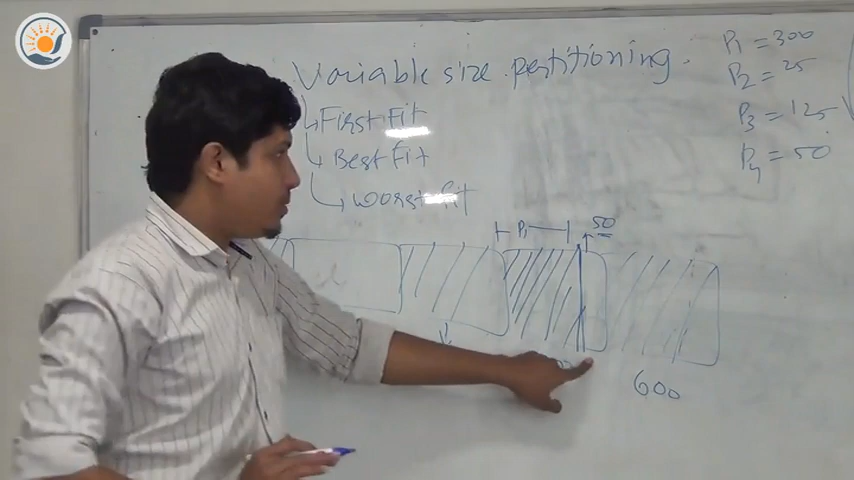 Variable size partitioning.
First Fit
Best fit
worst fit
P1 = 300
P2 = 25
P3 = 125
P4 = 50
P1
50
600